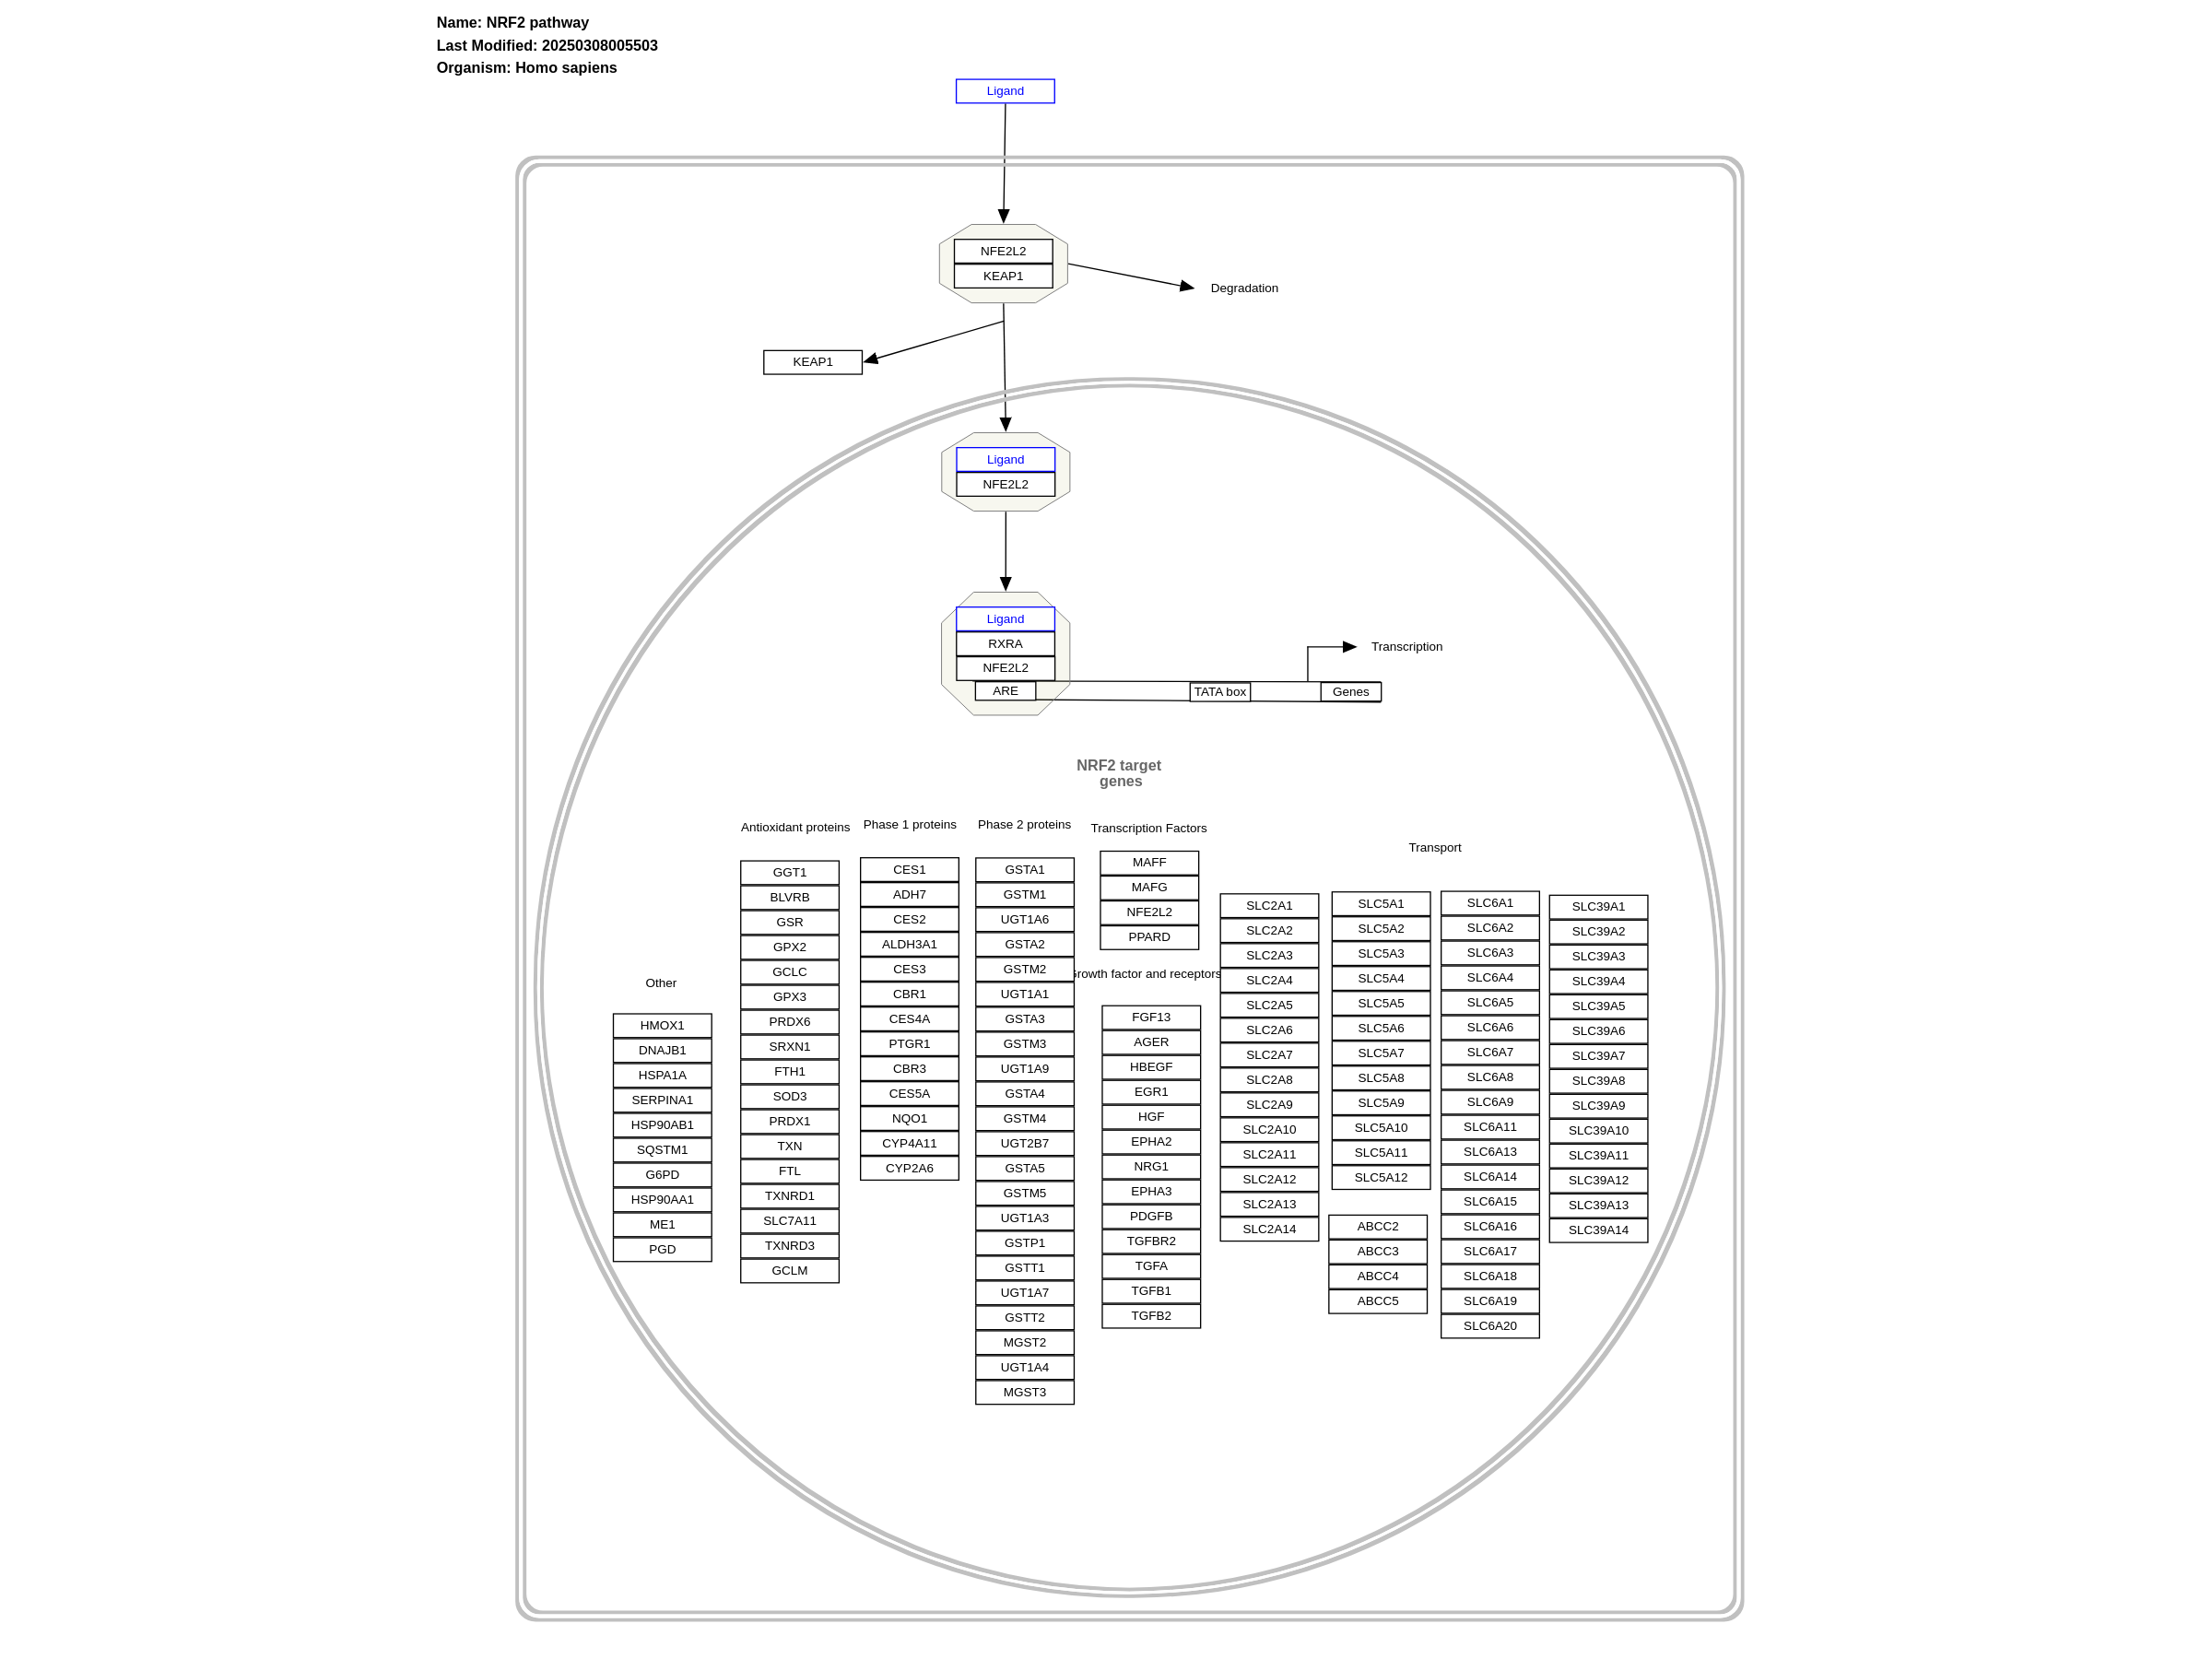 Name: NRF2 pathway
Last Modified: 20250308005503
Organism: Homo sapiens
Ligand
NFE2L2
KEAP1
Degradation
KEAP1
Ligand
NFE2L2
Ligand
RXRA
NFE2L2
ARE
TATA box
Genes
Transcription
NRF2 target
genes
Other
HMOX1
DNAJB1
HSPA1A
SERPINA1
HSP90AB1
SQSTM1
G6PD
HSP90AA1
ME1
PGD
Antioxidant proteins
GGT1
BLVRB
GSR
GPX2
GCLC
GPX3
PRDX6
SRXN1
FTH1
SOD3
PRDX1
TXN
FTL
TXNRD1
SLC7A11
TXNRD3
GCLM
Phase 1 proteins
CES1
ADH7
CES2
ALDH3A1
CES3
CBR1
CES4A
PTGR1
CBR3
CES5A
NQO1
CYP4A11
CYP2A6
Phase 2 proteins
GSTA1
GSTM1
UGT1A6
GSTA2
GSTM2
UGT1A1
GSTA3
GSTM3
UGT1A9
GSTA4
GSTM4
UGT2B7
GSTA5
GSTM5
UGT1A3
GSTP1
GSTT1
UGT1A7
GSTT2
MGST2
UGT1A4
MGST3
Transcription Factors
MAFF
MAFG
NFE2L2
PPARD
Growth factor and receptors
FGF13
AGER
HBEGF
EGR1
HGF
EPHA2
NRG1
EPHA3
PDGFB
TGFBR2
TGFA
TGFB1
TGFB2
Transport
SLC2A1
SLC2A2
SLC2A3
SLC2A4
SLC2A5
SLC2A6
SLC2A7
SLC2A8
SLC2A9
SLC2A10
SLC2A11
SLC2A12
SLC2A13
SLC2A14
SLC5A1
SLC5A2
SLC5A3
SLC5A4
SLC5A5
SLC5A6
SLC5A7
SLC5A8
SLC5A9
SLC5A10
SLC5A11
SLC5A12
ABCC2
ABCC3
ABCC4
ABCC5
SLC6A1
SLC6A2
SLC6A3
SLC6A4
SLC6A5
SLC6A6
SLC6A7
SLC6A8
SLC6A9
SLC6A11
SLC6A13
SLC6A14
SLC6A15
SLC6A16
SLC6A17
SLC6A18
SLC6A19
SLC6A20
SLC39A1
SLC39A2
SLC39A3
SLC39A4
SLC39A5
SLC39A6
SLC39A7
SLC39A8
SLC39A9
SLC39A10
SLC39A11
SLC39A12
SLC39A13
SLC39A14